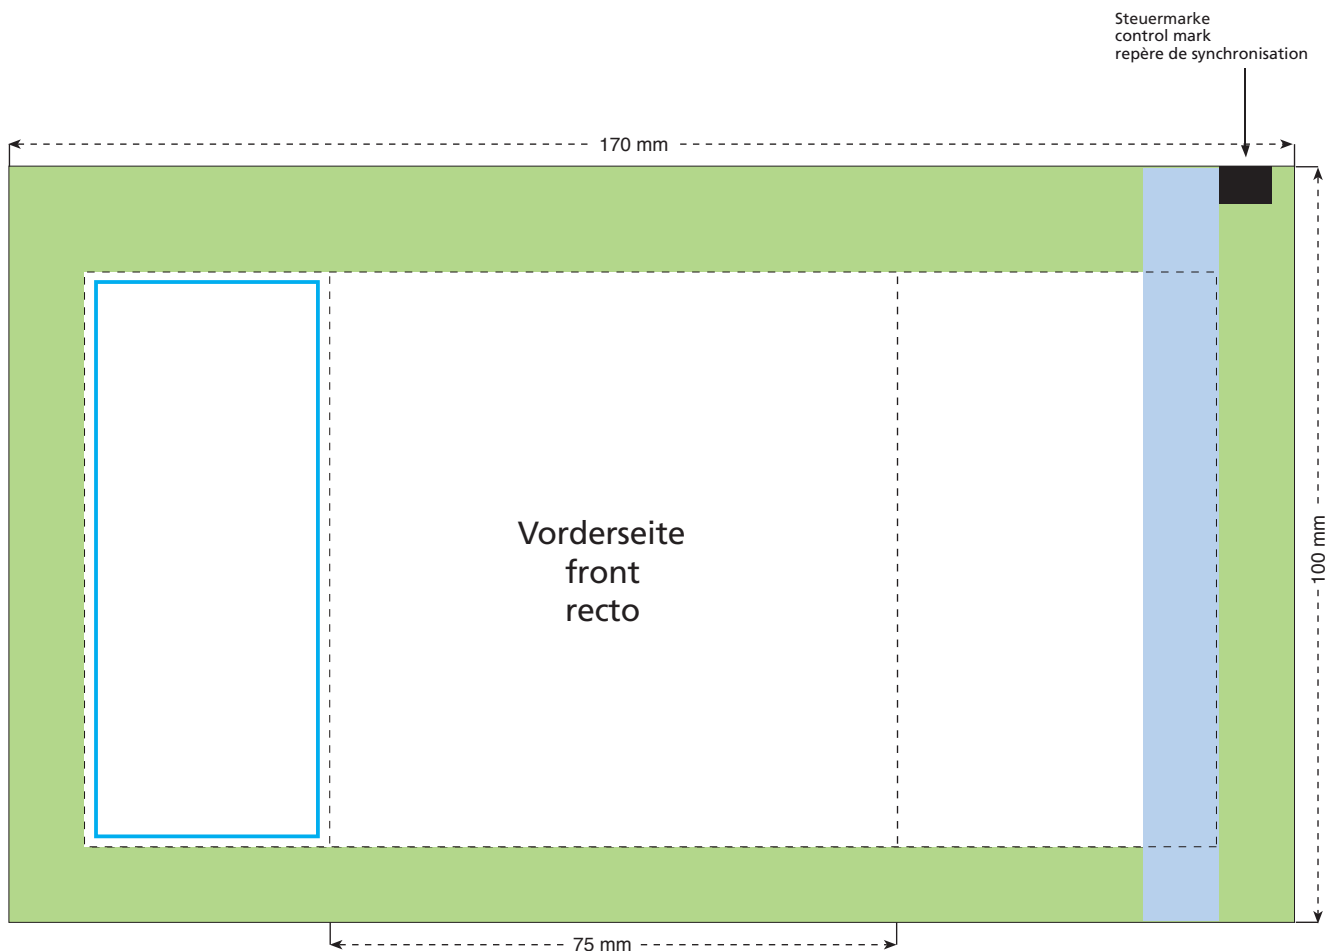 Steuermarke
control mark
repère de synchronisation
170 mm
Vorderseite
front
recto
100 mm
75 mm